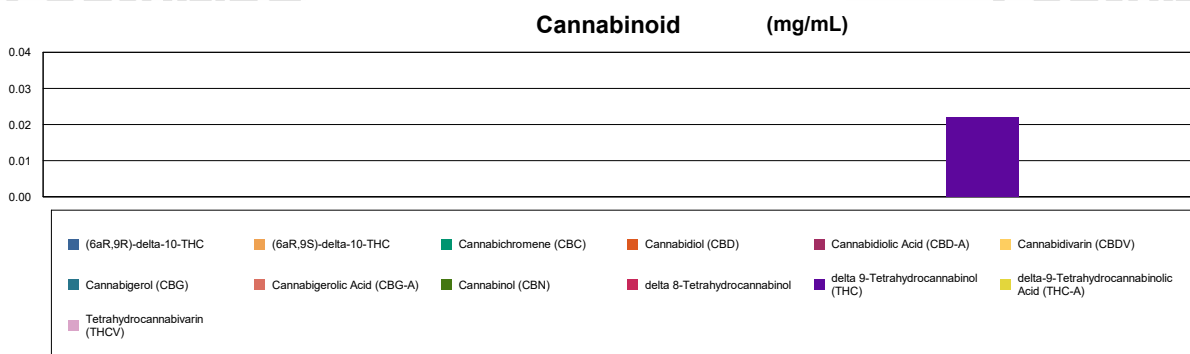 Cannabinoid (mg/mL)
0.04
0.03
0.02
0.01
0.00
(6aR,9R)-delta-10-THC
(6aR,9S)-delta-10-THC
Cannabichromene (CBC)
Cannabidiol (CBD)
Cannabidiolic Acid (CBD-A)
Cannabidivarin (CBDV)
Cannabigerol (CBG)
Cannabigerolic Acid (CBG-A)
Cannabinol (CBN)
delta 8-Tetrahydrocannabinol
delta 9-Tetrahydrocannabinol
(THC)
delta-9-Tetrahydrocannabinolic
Acid (THC-A)
Tetrahydrocannabivarin
(THCV)